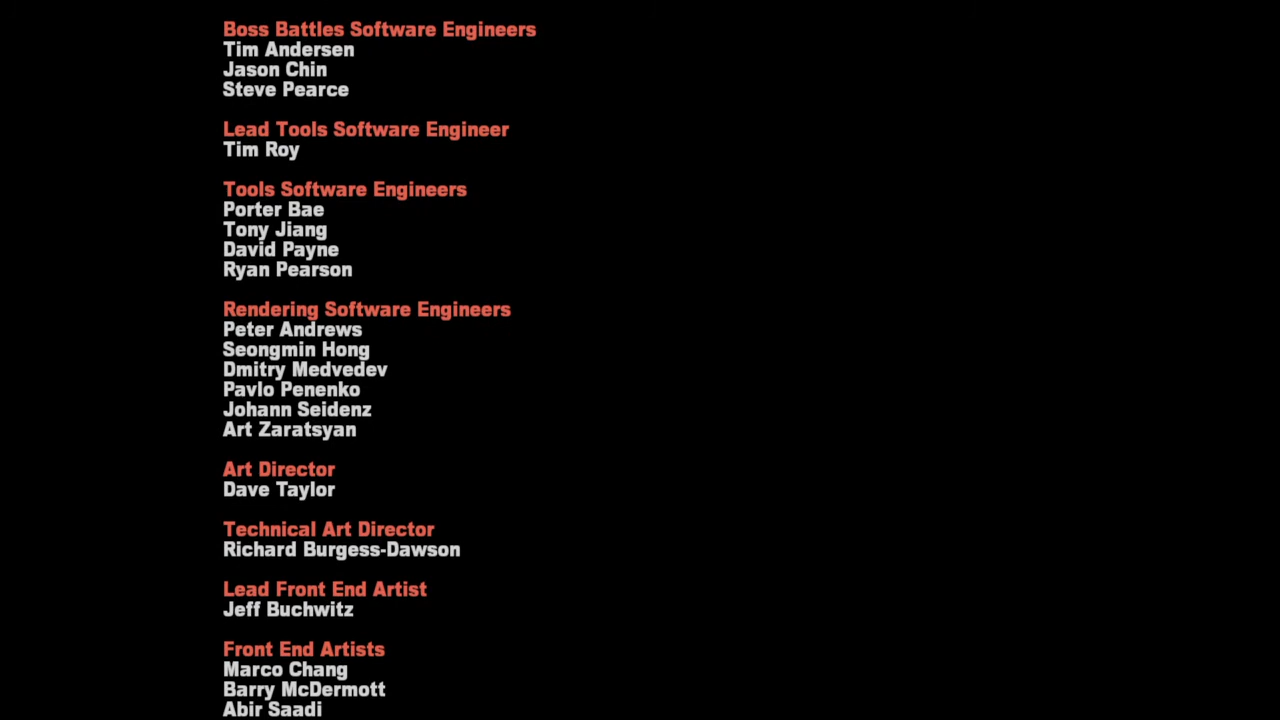 Boss Battles Software Engineers
Tim Andersen
Jason Chin
Steve Pearce
Lead Tools Software Engineer
Tim Roy
Tools Software Engineers
Porter Bae
Tony Jiang
David Payne
Ryan Pearson
Rendering Software Engineers
Peter Andrews
Seongmin Hong
Dmitry Medvedev
Pavlo Penenko
Johann Seidenz
Art Zaratsyan
Art Director
Dave Taylor
Technical Art Director
Richard Burgess-Dawson
Lead Front End Artist
Jeff Buchwitz
Front End Artists
Marco Chang
Barry McDermott
Abir Saadi